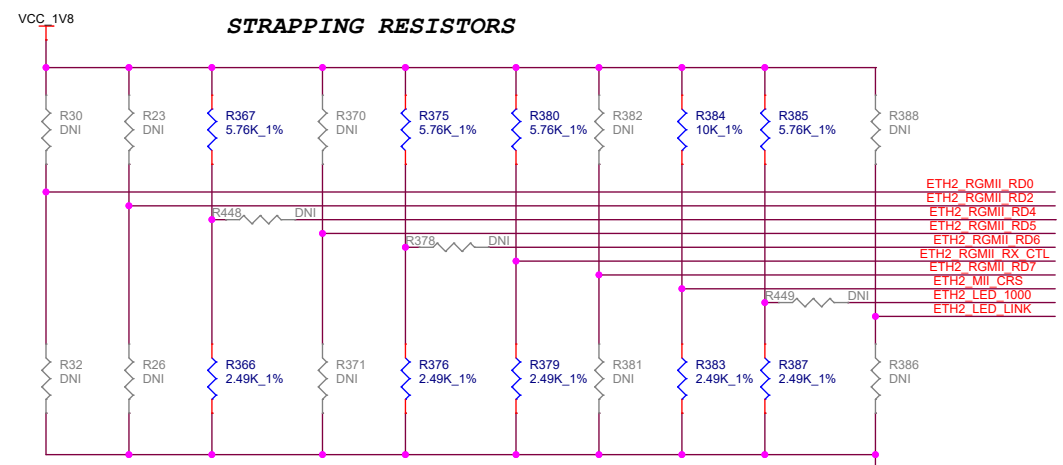 VCC_1V8
STRAPPING RESISTORS
R30
DNI
R23
DNI
R367
5.76K_1%
R370
DNI
R375
5.76K_1%
R380
5.76K_1%
R382
DNI
R384
10K_1%
R385
5.76K_1%
R388
DNI
ETH2_RGMII_RD0
ETH2_RGMII_RD2
R448 DNI ETH2_RGMII_RD4
ETH2_RGMII_RD5
R378 DNI ETH2_RGMII_RD6
ETH2_RGMII_RX_CTL
ETH2_RGMII_RD7
ETH2_MII_CRS
R449 DNI ETH2_LED_1000
ETH2_LED_LINK
R32
DNI
R26
DNI
R366
2.49K_1%
R371
DNI
R376
2.49K_1%
R379
2.49K_1%
R381
DNI
R383
2.49K_1%
R387
2.49K_1%
R386
DNI